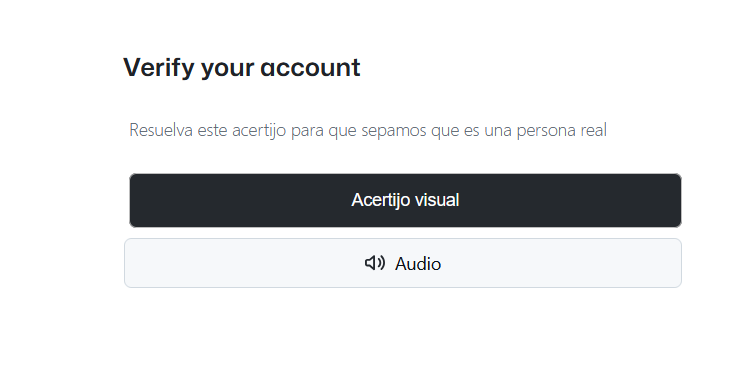 Verify your account
Resuelva este acertijo para que sepamos que es una persona real
Acertijo visual
Audio